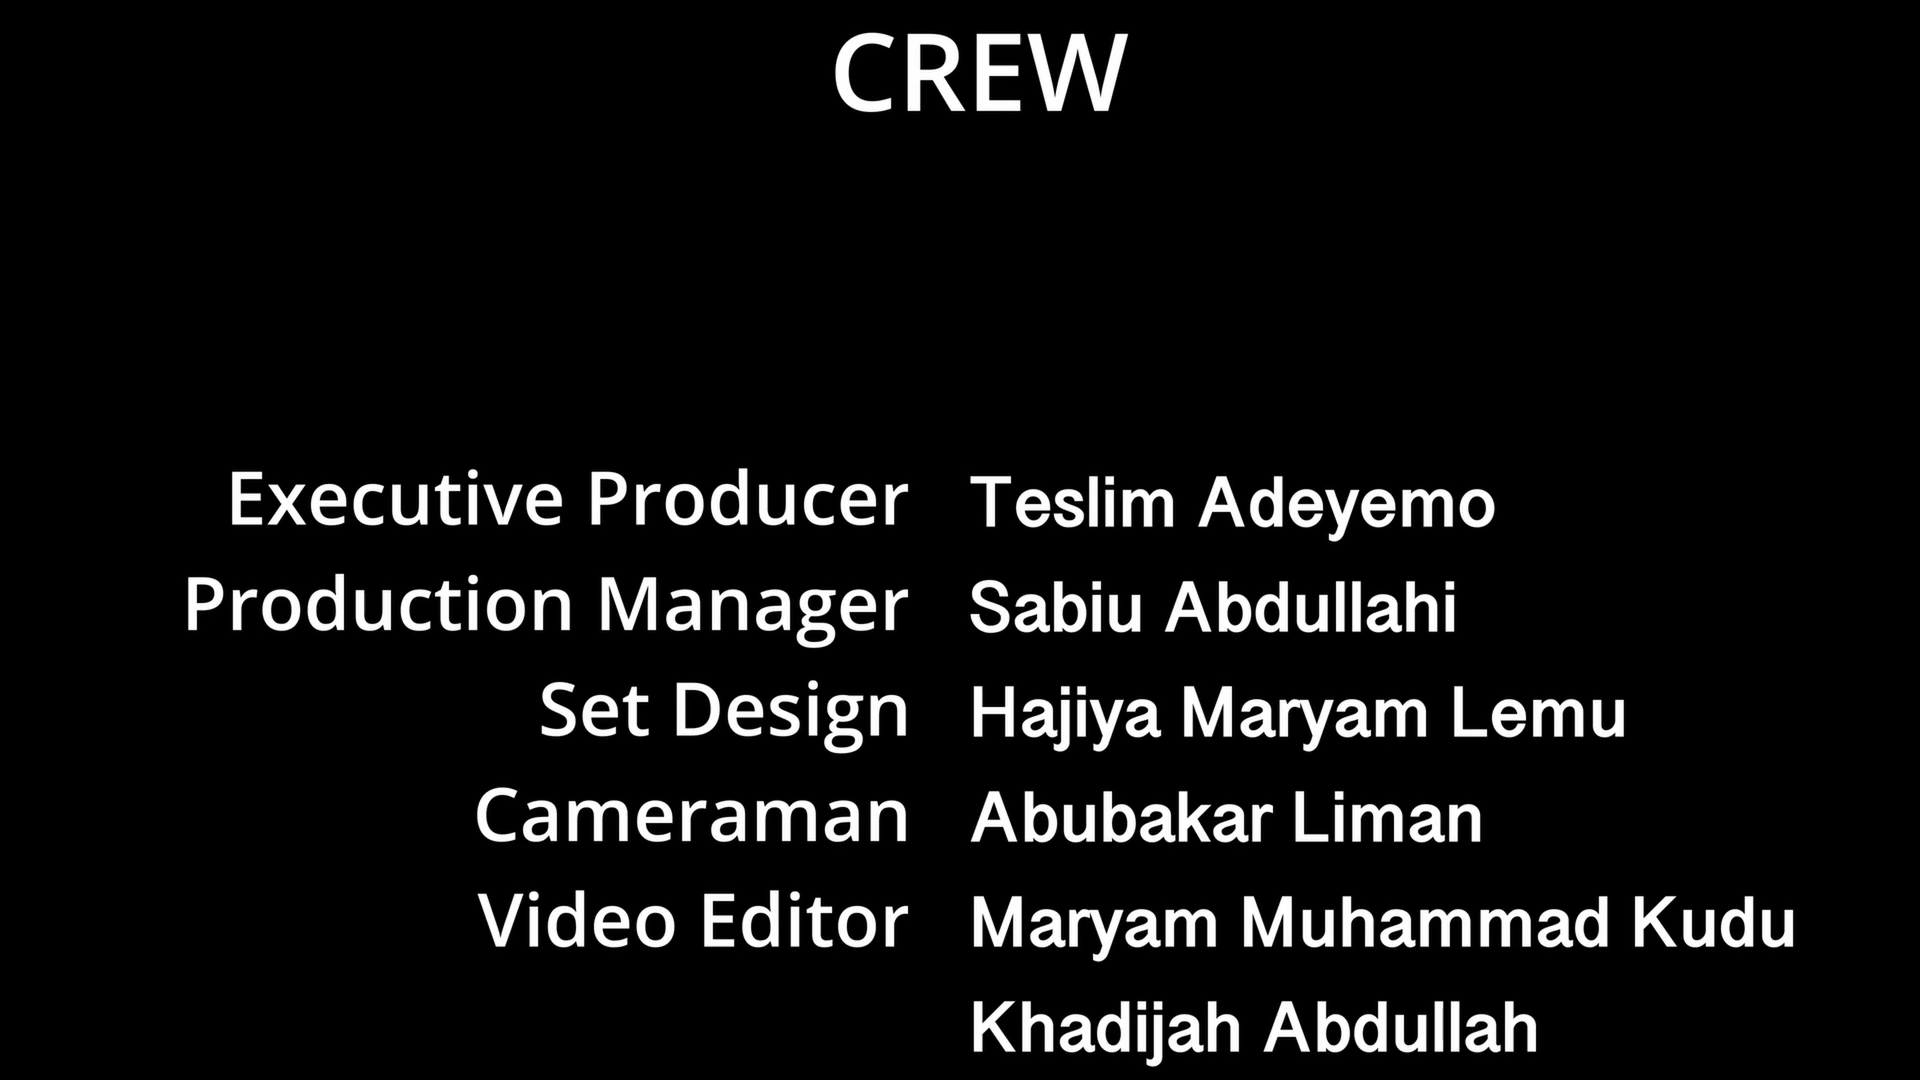 CREW
Executive Producer Teslim Adeyemo
Production Manager Sabiu Abdullahi
Set Design Hajiya Maryam Lemu
Cameraman Abubakar Liman
Video Editor Maryam Muhammad Kudu
Khadijah Abdullah